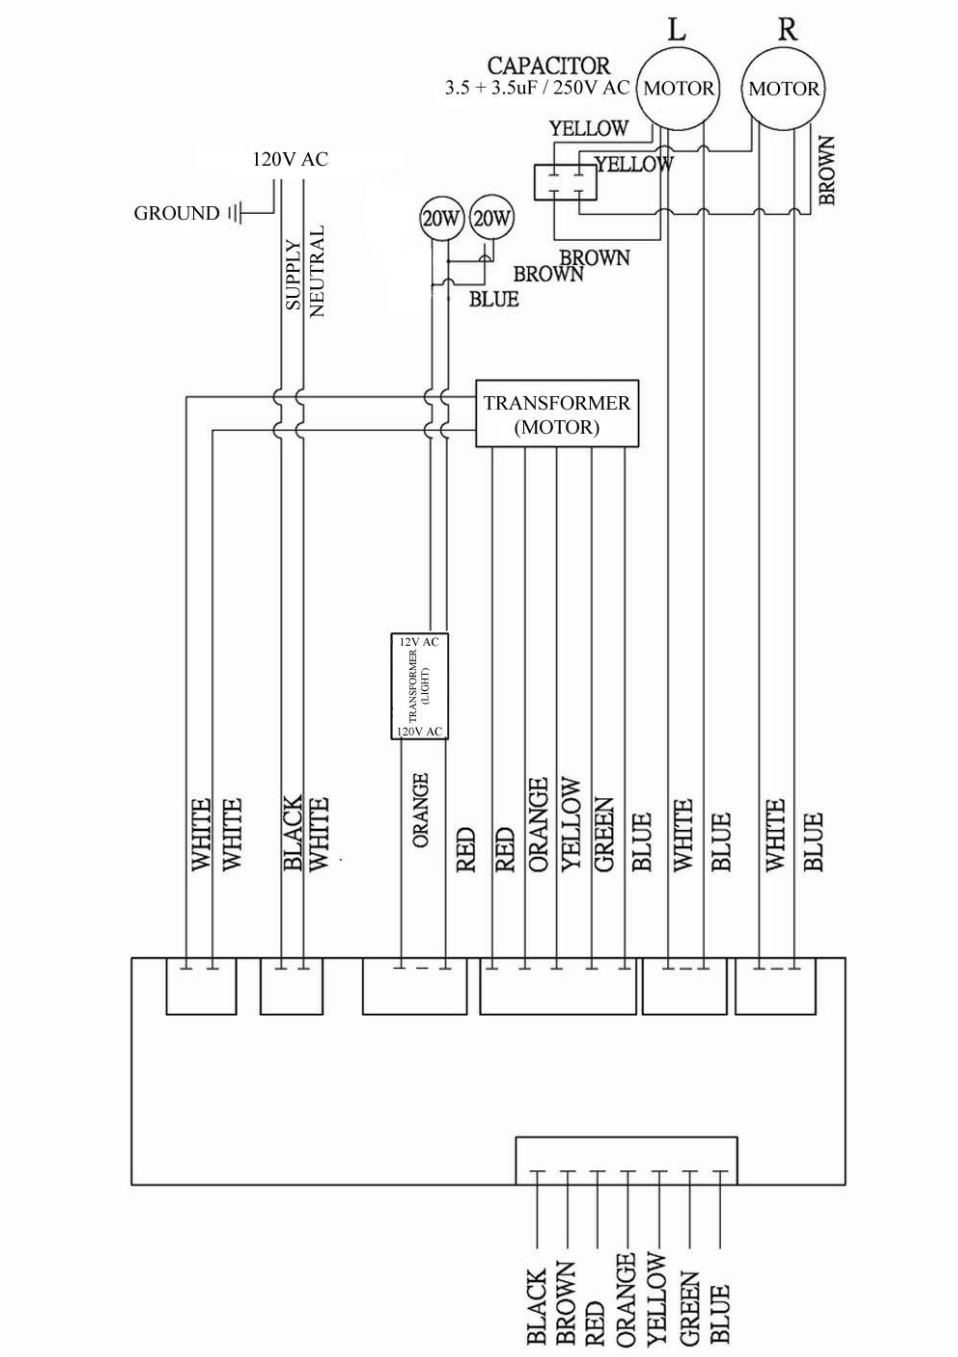 L R
CAPACITOR
3.5 + 3.5uF / 250V AC
MOTOR
MOTOR
YELLOW
YELLOW
BROWN
120V AC
GROUND
SUPPLY
NEUTRAL
20W
20W
BROWN
BROWN
BLUE
TRANSFORMER
(MOTOR)
12V AC
TRANSFORMER
(LIGHT)
120V AC
WHITE
WHITE
BLACK
WHITE
ORANGE
RED
RED
ORANGE
YELLOW
GREEN
BLUE
WHITE
BLUE
WHITE
BLUE
BLACK
BROWN
RED
ORANGE
YELLOW
GREEN
BLUE